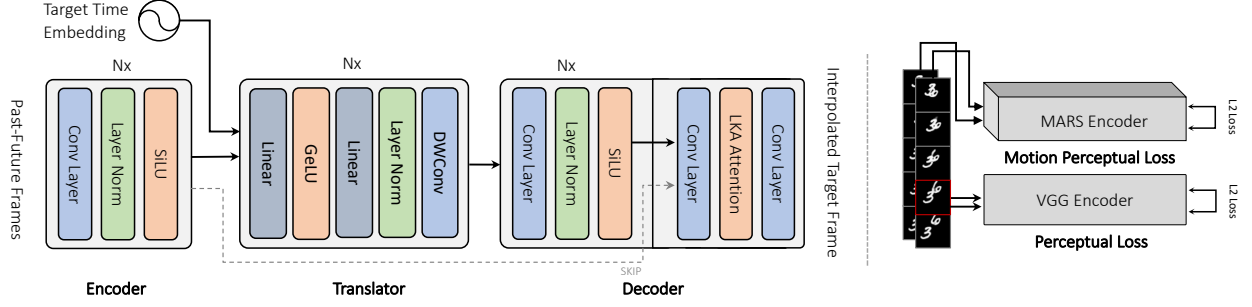 Target Time
Embedding
Nx
Nx
Nx
Past-Future Frames
Conv Layer
Layer Norm
SiLU
Linear
GeLU
Linear
Layer Norm
DWConv
Conv Layer
Layer Norm
SiLU
Conv Layer
LKA Attention
Conv Layer
Interpolated Target Frame
SKIP
Encoder
Translator
Decoder
MARS Encoder
L2 Loss
Motion Perceptual Loss
VGG Encoder
L2 Loss
Perceptual Loss